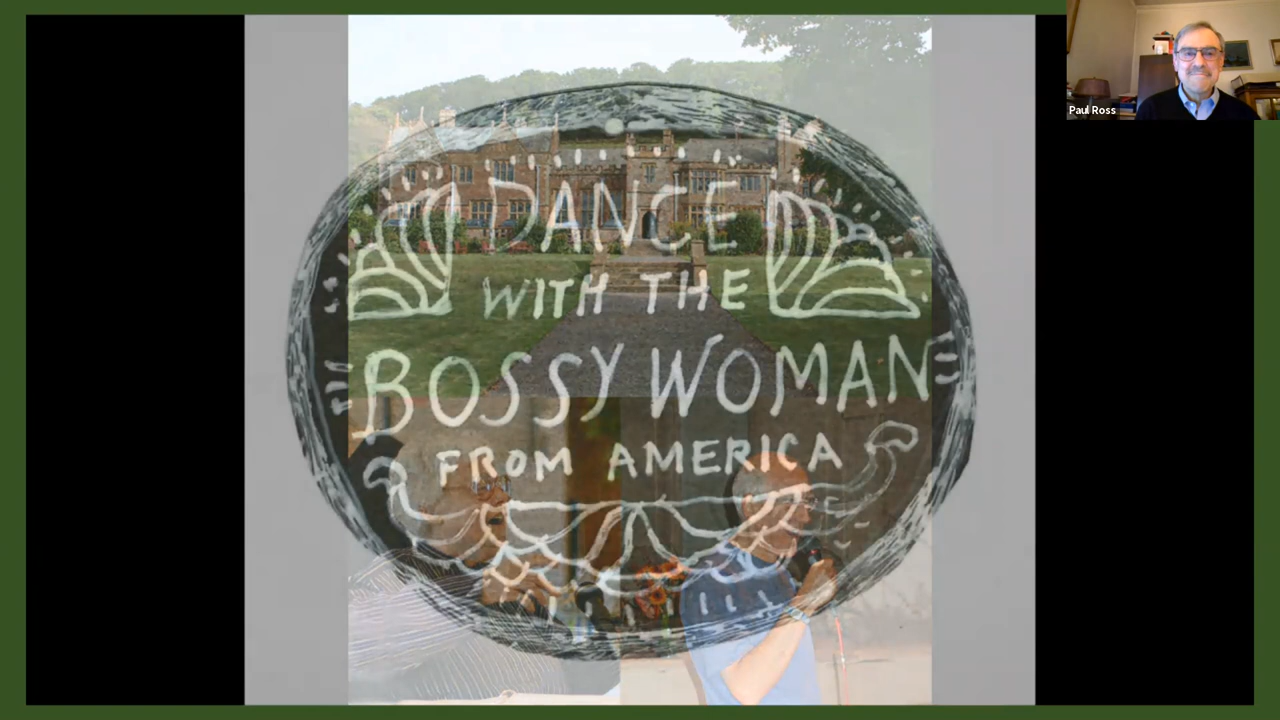 DANCE
WITH THE
BOSSY WOMAN
FROM AMERICA
Paul Ross